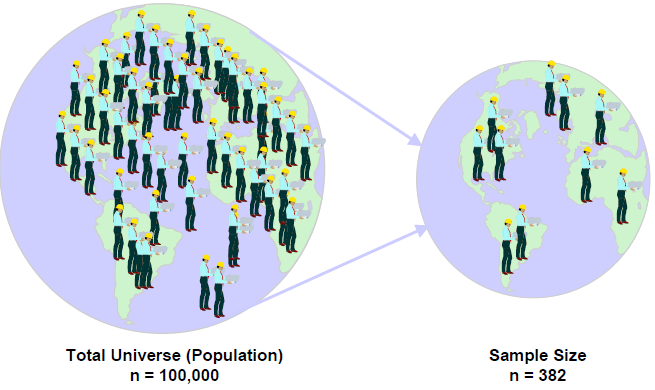 Total Universe (Population)
n = 100,000
Sample Size
n = 382